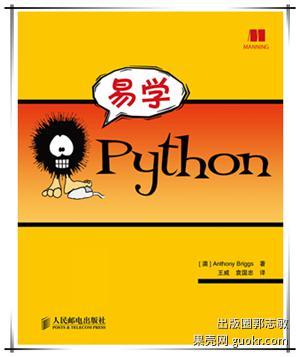 MANNING
易学
Python
[澳] Anthony Briggs 著
王威 袁国忠 译
人民邮电出版社
POSTS & TELECOM PRESS
出版圈郭志敏
果壳网 guokr.com